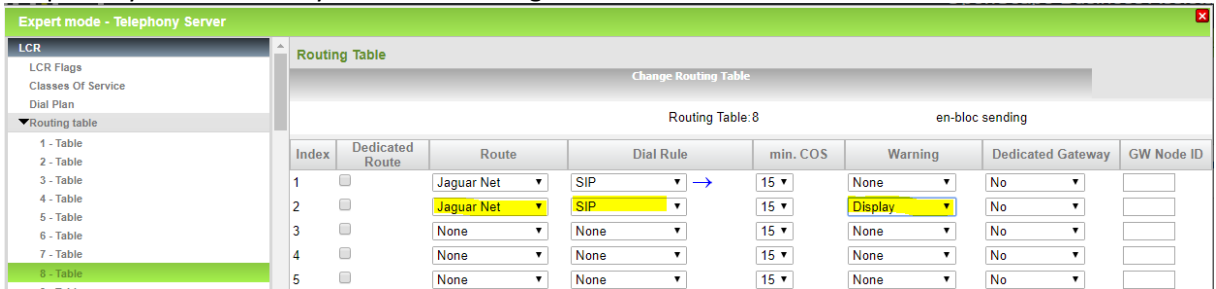 Expert mode - Telephony Server
LCR
LCR Flags
Classes Of Service
Dial Plan
Routing table
1 - Table
2 - Table
3 - Table
4 - Table
5 - Table
6 - Table
7 - Table
8 - Table
Routing Table
Change Routing Table
Routing Table:8 en-bloc sending
Index Dedicated Route Route Dial Rule min. COS Warning Dedicated Gateway GW Node ID
1 Jaguar Net SIP → 15 None No
2 Jaguar Net SIP 15 Display No
3 None None 15 None No
4 None None 15 None No
5 None None 15 None No